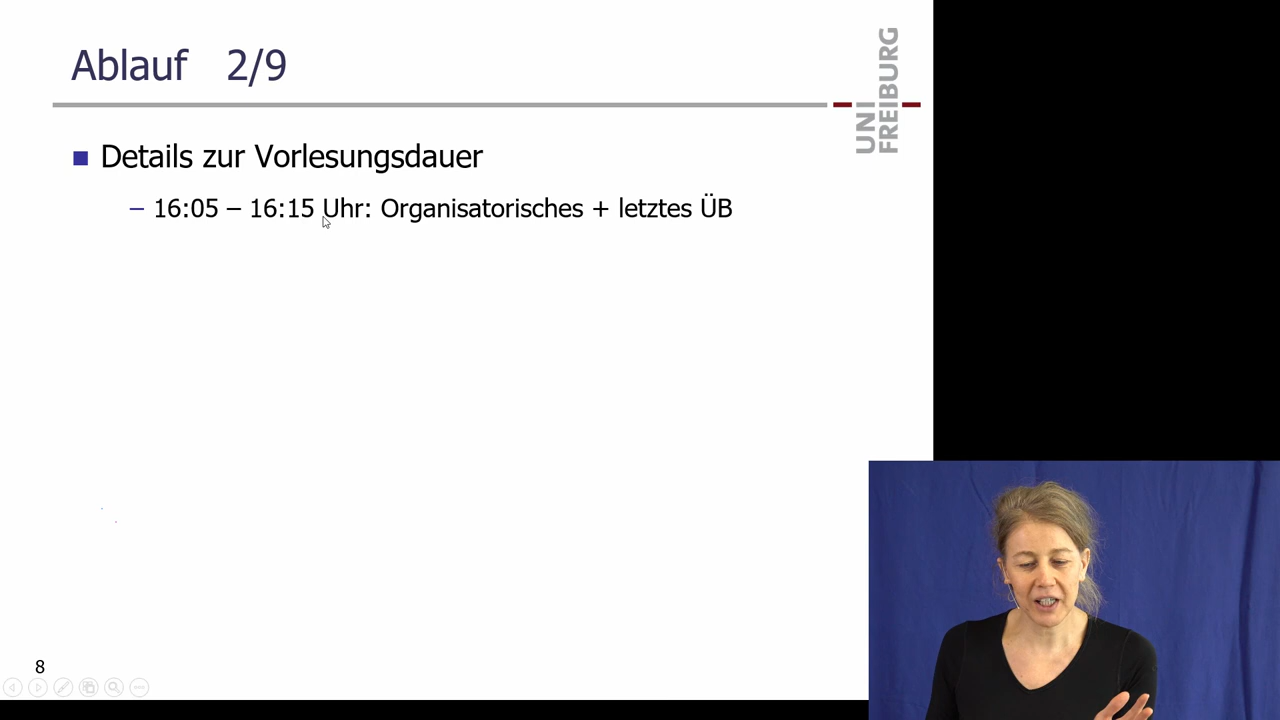 Ablauf 2/9
UNI
FREIBURG
Details zur Vorlesungsdauer
– 16:05 – 16:15 Uhr: Organisatorisches + letztes ÜB
8